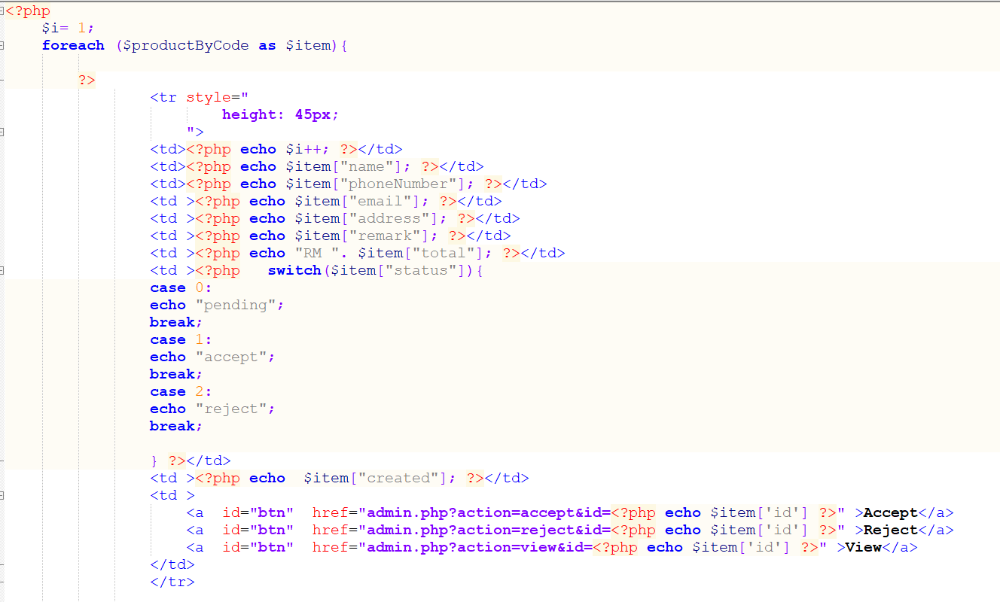 <?php
$i= 1;
foreach ($productByCode as $item){
?>
<tr style="
height: 45px;
">
<td><?php echo $i++; ?></td>
<td><?php echo $item["name"]; ?></td>
<td><?php echo $item["phoneNumber"]; ?></td>
<td ><?php echo $item["email"]; ?></td>
<td ><?php echo $item["address"]; ?></td>
<td ><?php echo $item["remark"]; ?></td>
<td ><?php echo "RM ". $item["total"]; ?></td>
<td ><?php   switch($item["status"]){
case 0:
echo "pending";
break;
case 1:
echo "accept";
break;
case 2:
echo "reject";
break;
} ?></td>
<td ><?php echo  $item["created"]; ?></td>
<td >
<a  id="btn"  href="admin.php?action=accept&id=<?php echo $item['id'] ?>" >Accept</a>
<a  id="btn"  href="admin.php?action=reject&id=<?php echo $item['id'] ?>" >Reject</a>
<a  id="btn"  href="admin.php?action=view&id=<?php echo $item['id'] ?>" >View</a>
</td>
</tr>